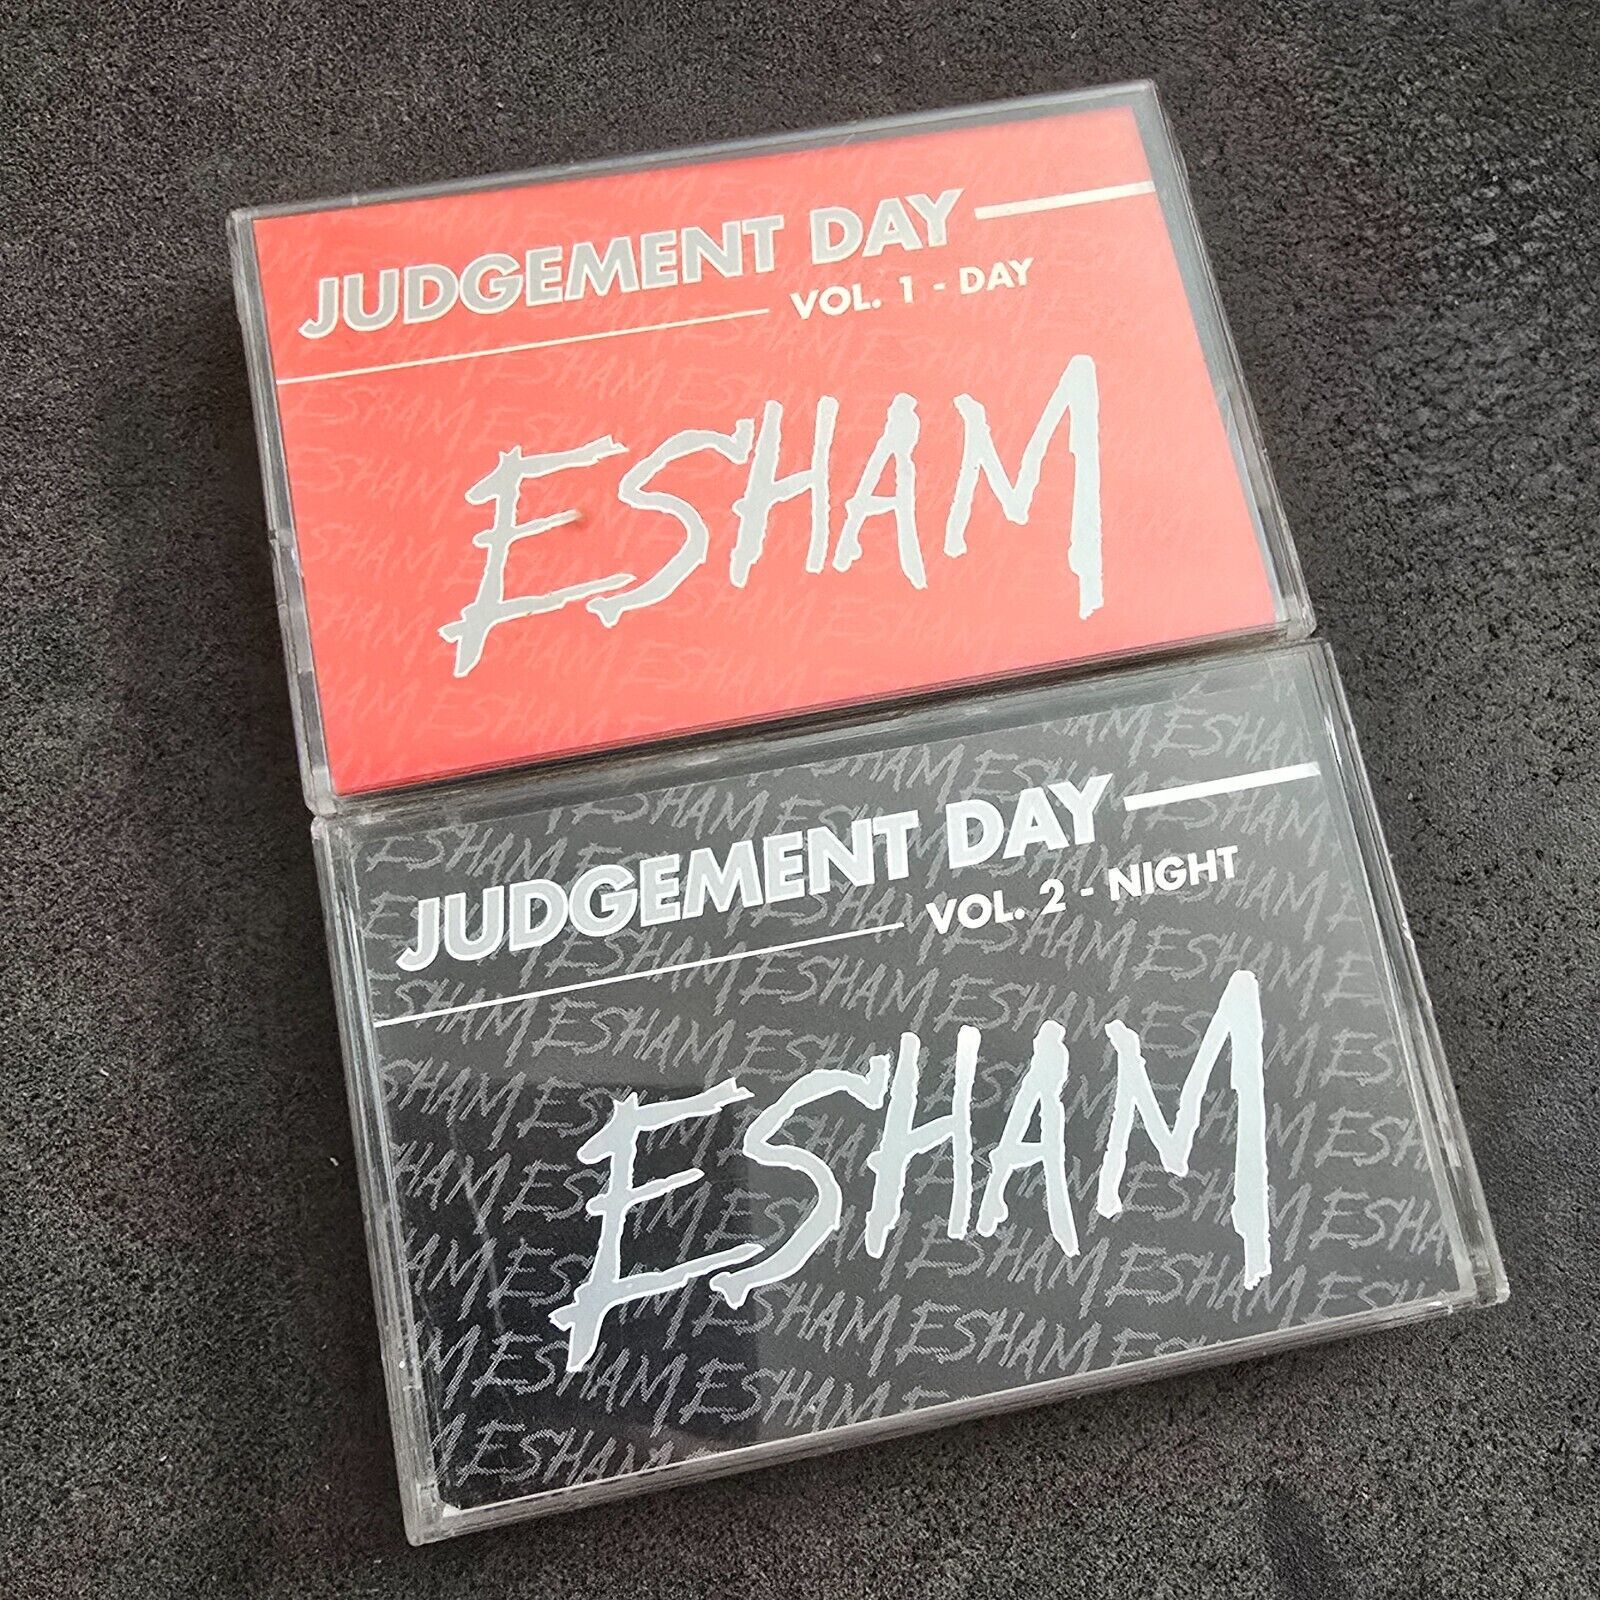 JUDGEMENT DAY
VOL. 1 - DAY
ESHAM
JUDGEMENT DAY
VOL. 2 - NIGHT
ESHAM